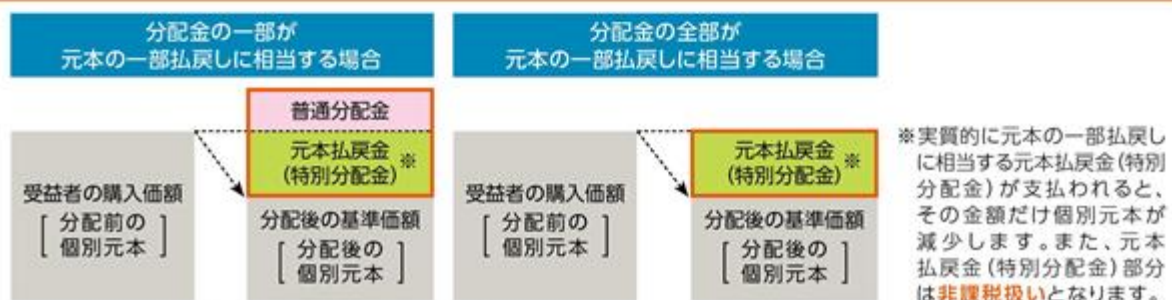 分配金の一部が
元本の一部払戻しに相当する場合
普通分配金
元本払戻金
(特別分配金)※
受益者の購入価額
[分配前の
個別元本]
分配後の基準価額
[分配後の
個別元本]
分配金の全部が
元本の一部払戻しに相当する場合
元本払戻金
(特別分配金)※
受益者の購入価額
[分配前の
個別元本]
分配後の基準価額
[分配後の
個別元本]
※実質的に元本の一部払戻し
に相当する元本払戻金(特別
分配金)が支払われると、
その金額だけ個別元本が
減少します。また、元本
払戻金(特別分配金)部分
は非課税扱いとなります。